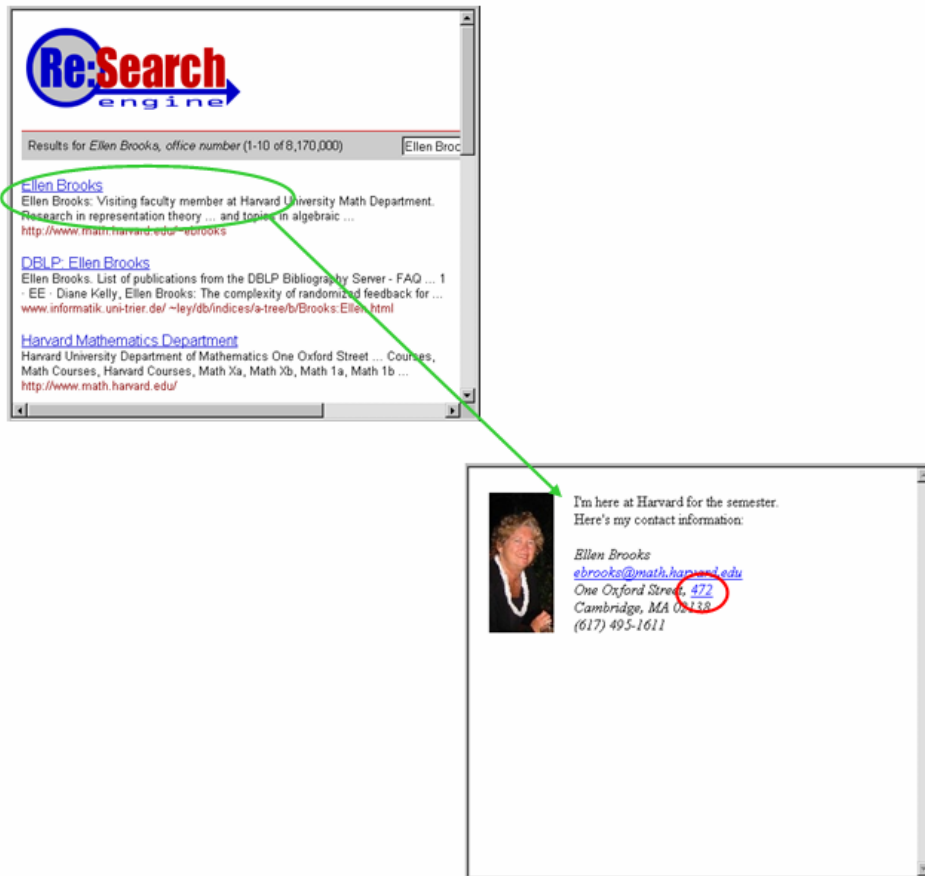 Re:Search
engine
Results for Ellen Brooks, office number (1-10 of 8,170,000) Ellen Broo
Ellen Brooks
Ellen Brooks: Visiting faculty member at Harvard University Math Department.
Research in representation theory ... and topics in algebraic ...
http://www.math.harvard.edu/~ebrooks
DBLP: Ellen Brooks
Ellen Brooks. List of publications from the DBLP Bibliography Server - FAQ ... 1
· EE · Diane Kelly, Ellen Brooks: The complexity of randomized feedback for ...
www.informatik.uni-trier.de/ ~ley/db/indices/a-tree/b/Brooks:Ellen.html
Harvard Mathematics Department
Harvard University Department of Mathematics One Oxford Street ... Courses,
Math Courses, Harvard Courses, Math Xa, Math Xb, Math 1a, Math 1b ...
http://www.math.harvard.edu/
I'm here at Harvard for the semester.
Here's my contact information:
Ellen Brooks
ebrooks@math.harvard.edu
One Oxford Street, 472
Cambridge, MA 02138
(617) 495-1611